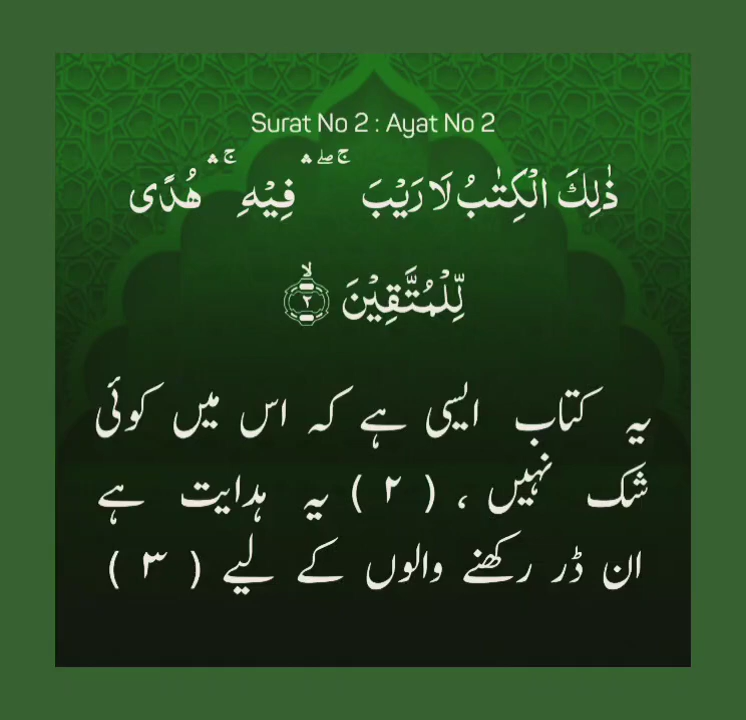 Surat No 2 : Ayat No 2
ذٰلِكَ الْكِتٰبُ لَا رَيْبَ ۛۖۚ فِيْهِ ۛۚ هُدًى
لِّلْمُتَّقِيْنَ ۙ‏﴿۲﴾
یہ کتاب ایسی ہے کہ اس میں کوئی
شک نہیں ، ( ۲ ) یہ ہدایت ہے
ان ڈر رکھنے والوں کے لیے ( ۳ )